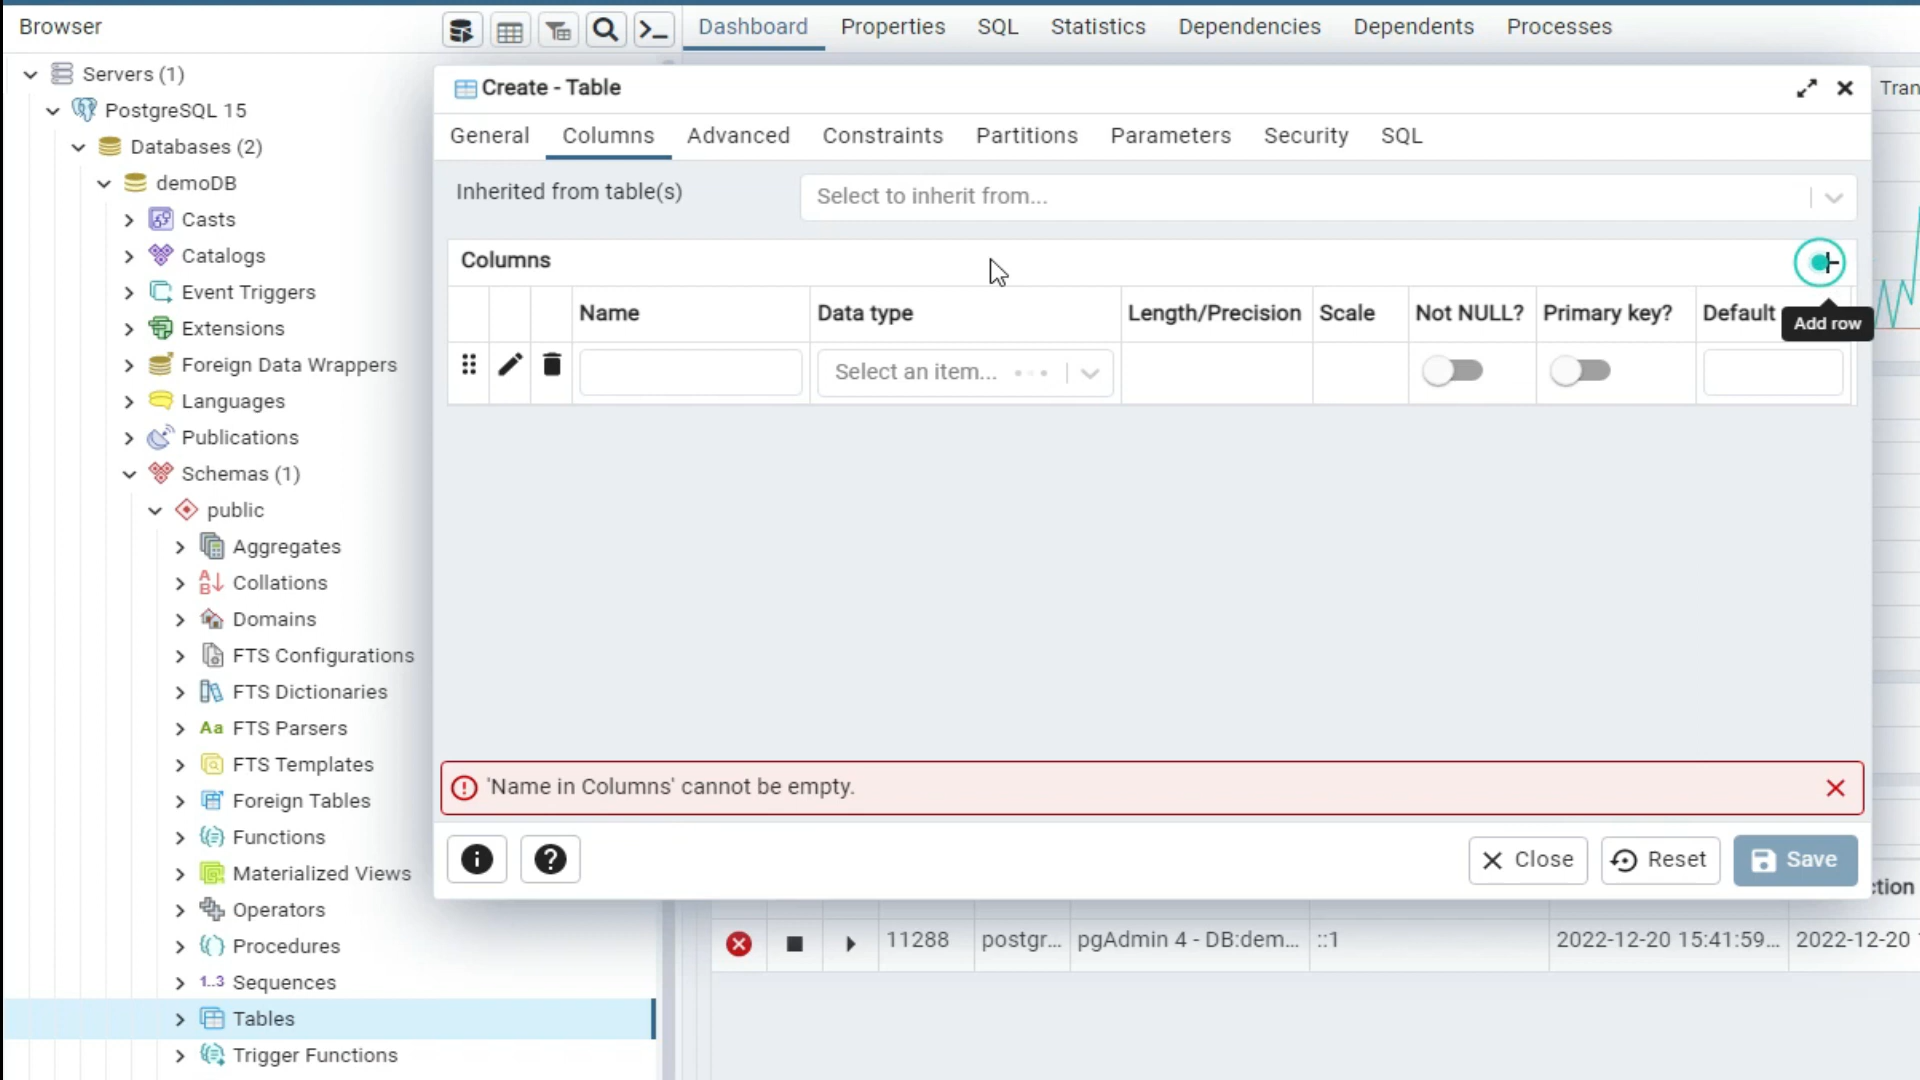 Browser
Dashboard Properties SQL Statistics Dependencies Dependents Processes
Servers (1)
PostgreSQL 15
Databases (2)
demoDB
Casts
Catalogs
Event Triggers
Extensions
Foreign Data Wrappers
Languages
Publications
Schemas (1)
public
Aggregates
Collations
Domains
FTS Configurations
FTS Dictionaries
Aa FTS Parsers
FTS Templates
Foreign Tables
Functions
Materialized Views
Operators
Procedures
1..3 Sequences
Tables
Trigger Functions
Create - Table
Tran
General Columns Advanced Constraints Partitions Parameters Security SQL
Inherited from table(s) Select to inherit from...
Columns
Name Data type Length/Precision Scale Not NULL? Primary key? Default
Add row
Select an item...
'Name in Columns' cannot be empty.
Close Reset Save
ction
11288 postgr... pgAdmin 4 - DB:dem... ::1 2022-12-20 15:41:59... 2022-12-20